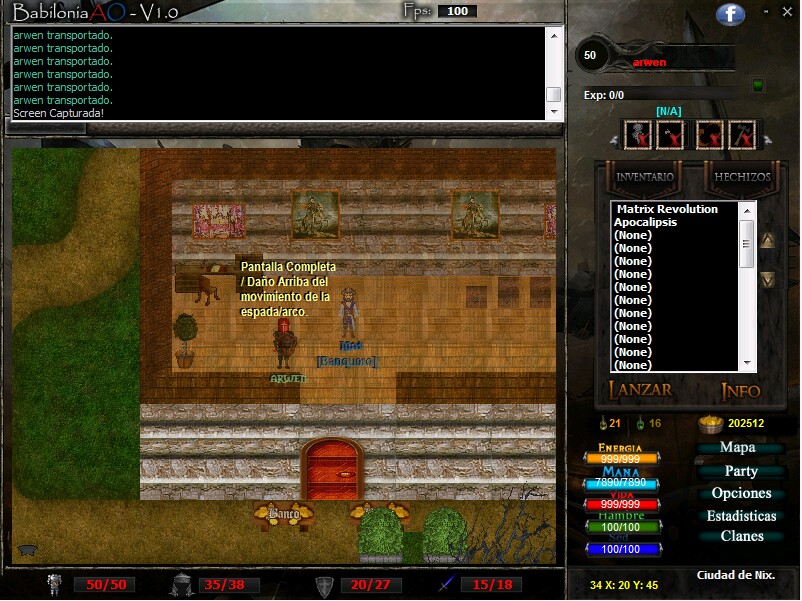 BabiloniaAO - V1.0
Fps: 100
arwen transportado.
arwen transportado.
arwen transportado.
arwen transportado.
arwen transportado.
arwen transportado.
Screen Capturada!
50
arwen
Exp: 0/0
[N/A]
INVENTARIO
HECHIZOS
Matrix Revolution
Apocalipsis
(None)
(None)
(None)
(None)
(None)
(None)
(None)
(None)
(None)
(None)
(None)
LANZAR
INFO
Pantalla Completa
/ Daño Arriba del
movimiento de la
espada/arco.
[Banquero]
ARWEN
Banco
21
16
202512
ENERGIA
999/999
MANA
7890/7890
VIDA
999/999
Hambre
100/100
Sed
100/100
Mapa
Party
Opciones
Estadisticas
Clanes
50/50
35/38
20/27
15/18
34 X: 20 Y: 45
Ciudad de Nix.